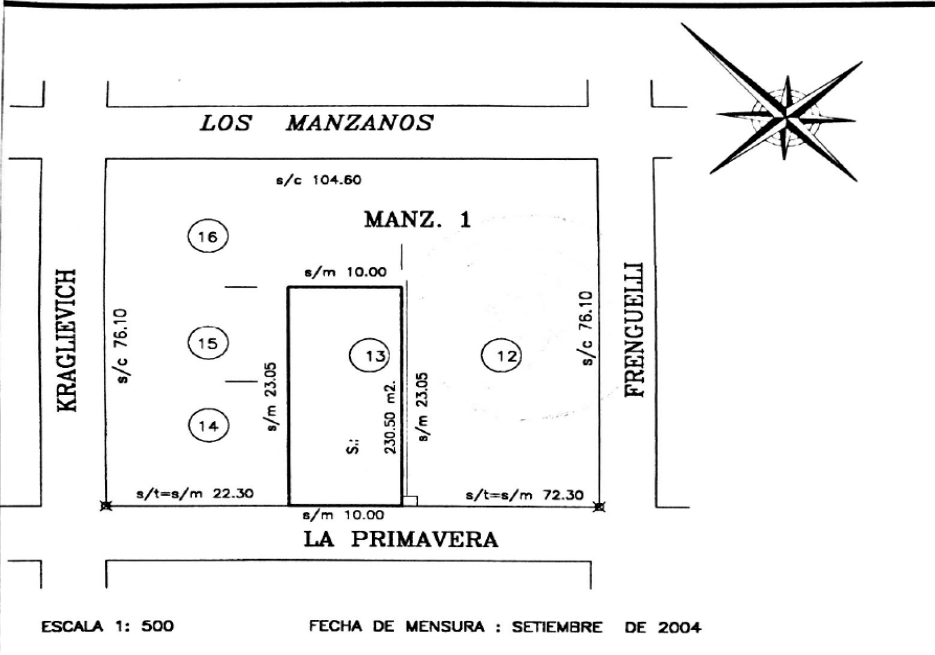 LOS MANZANOS
s/c 104.60
MANZ. 1
16
s/m 10.00
KRAGLIEVICH
s/c 76.10
15
14
s/m 23.05
13
S.: 230.50 m2.
s/m 23.05
12
s/c 76.10
FRENGUELLI
s/t=s/m 22.30
s/t=s/m 72.30
s/m 10.00
LA PRIMAVERA
ESCALA 1: 500
FECHA DE MENSURA : SETIEMBRE DE 2004